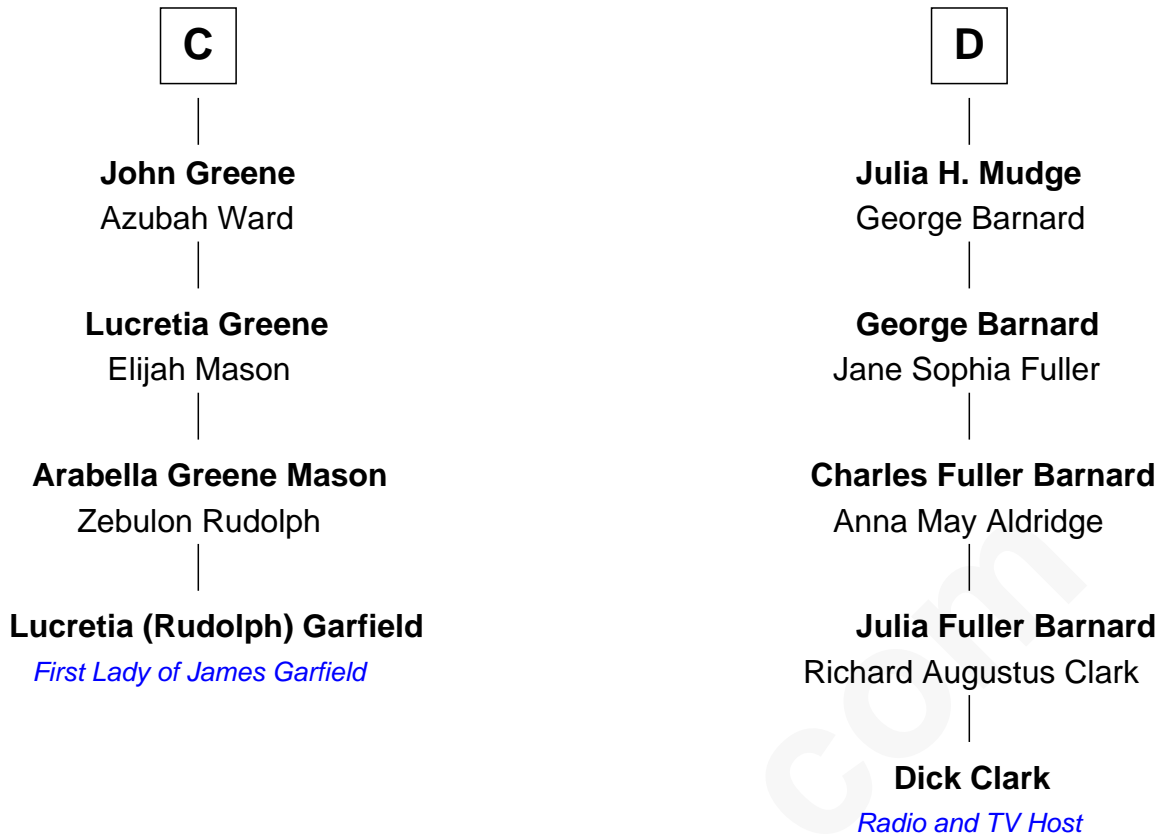 C
John Greene
Azubah Ward
Lucretia Greene
Elijah Mason
Arabella Greene Mason
Zebulon Rudolph
Lucretia (Rudolph) Garfield
First Lady of James Garfield
D
Julia H. Mudge
George Barnard
George Barnard
Jane Sophia Fuller
Charles Fuller Barnard
Anna May Aldridge
Julia Fuller Barnard
Richard Augustus Clark
Dick Clark
Radio and TV Host
com